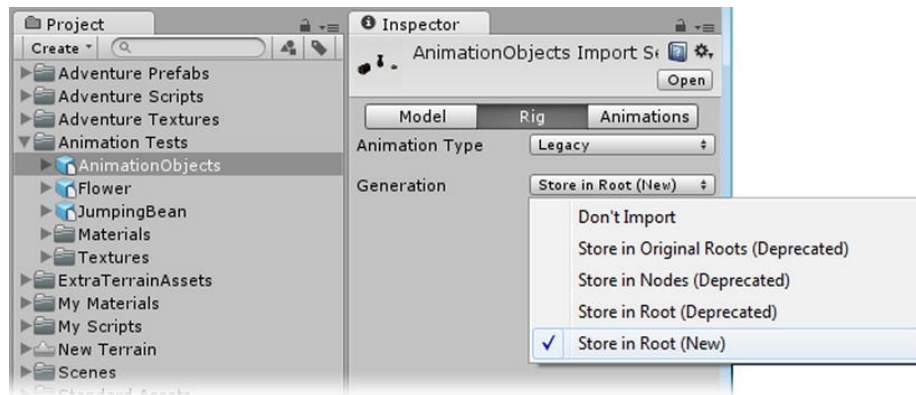 Project
Create
Adventure Prefabs
Adventure Scripts
Adventure Textures
Animation Tests
AnimationObjects
Flower
JumpingBean
Materials
Textures
ExtraTerrainAssets
My Materials
My Scripts
New Terrain
Scenes
Standard Assets
Inspector
AnimationObjects Import Se
Open
Model Rig Animations
Animation Type Legacy
Generation Store in Root (New)
Don't Import
Store in Original Roots (Deprecated)
Store in Nodes (Deprecated)
Store in Root (Deprecated)
Store in Root (New)